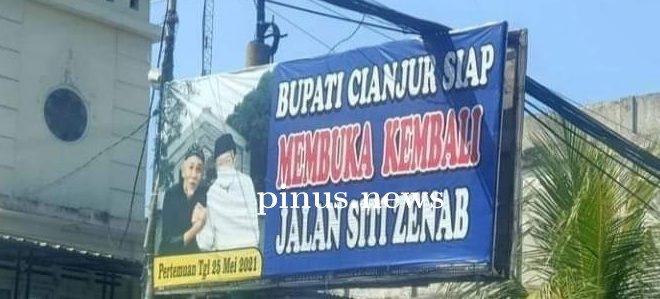 BUPATI CIANJUR SIAP
MEMBUKA KEMBALI
JALAN SITI ZENAB
pinus.news
Pertemuan Tgl 25 Mei 2021